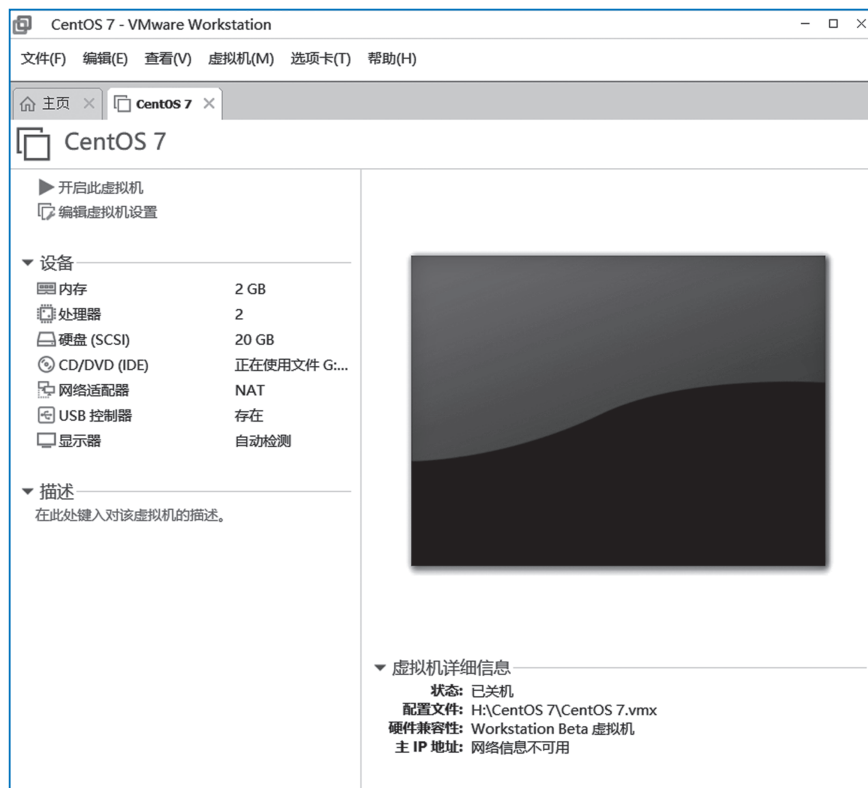 CentOS 7 - VMware Workstation
文件(F) 编辑(E) 查看(V) 虚拟机(M) 选项卡(T) 帮助(H)
主页 CentOS 7
CentOS 7
开启此虚拟机
编辑虚拟机设置
设备
内存 2 GB
处理器 2
硬盘 (SCSI) 20 GB
CD/DVD (IDE) 正在使用文件 G:...
网络适配器 NAT
USB 控制器 存在
显示器 自动检测
描述
在此处键入对该虚拟机的描述。
虚拟机详细信息
状态: 已关机
配置文件: H:\CentOS 7\CentOS 7.vmx
硬件兼容性: Workstation Beta 虚拟机
主 IP 地址: 网络信息不可用